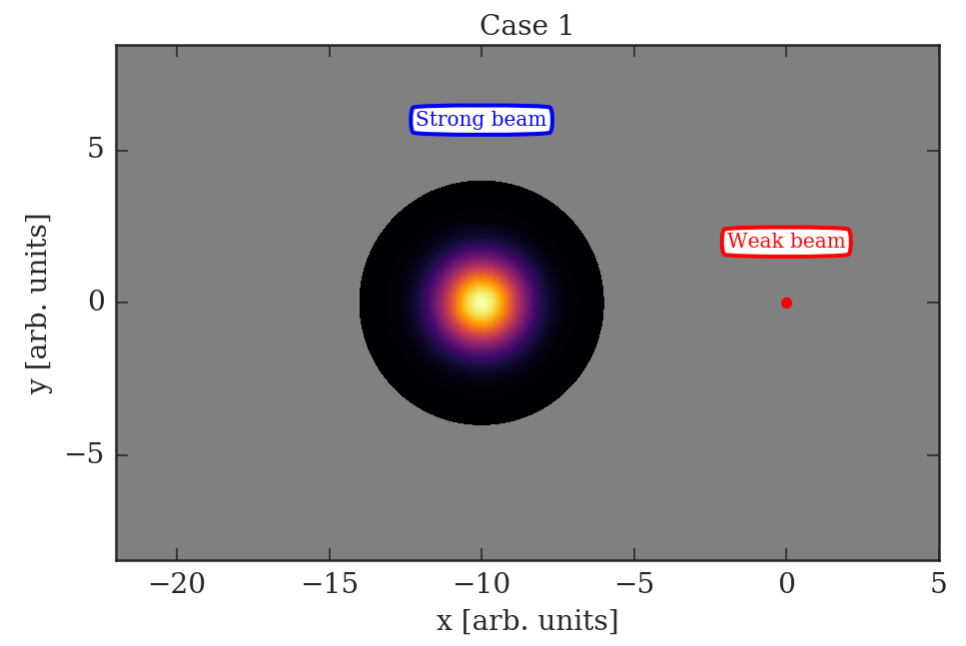 Case 1
Strong beam
5
Weak beam
0
−5
y [arb. units]
−20 −15 −10 −5 0 5
x [arb. units]